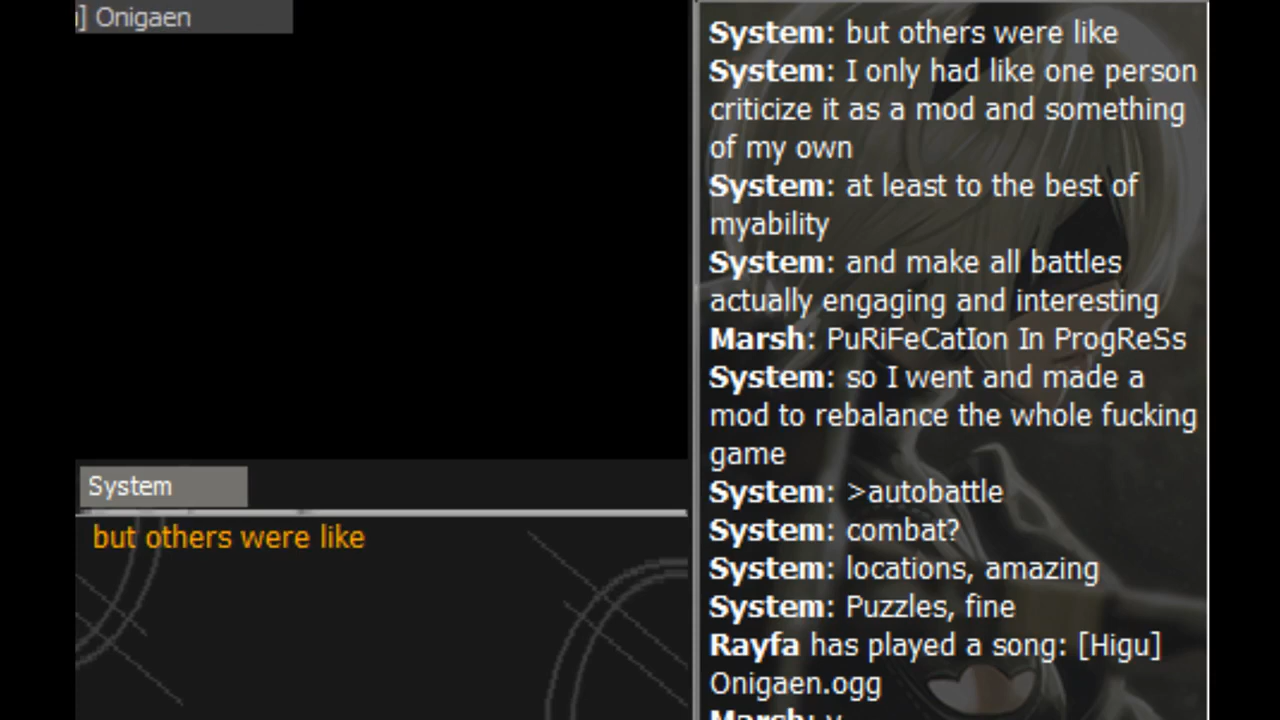 ] Onigaen
System
but others were like
System: but others were like
System: I only had like one person
criticize it as a mod and something
of my own
System: at least to the best of
myability
System: and make all battles
actually engaging and interesting
Marsh: PuRiFeCatIon In ProgReSs
System: so I went and made a
mod to rebalance the whole fucking
game
System: >autobattle
System: combat?
System: locations, amazing
System: Puzzles, fine
Rayfa has played a song: [Higu]
Onigaen.ogg
Marsh: